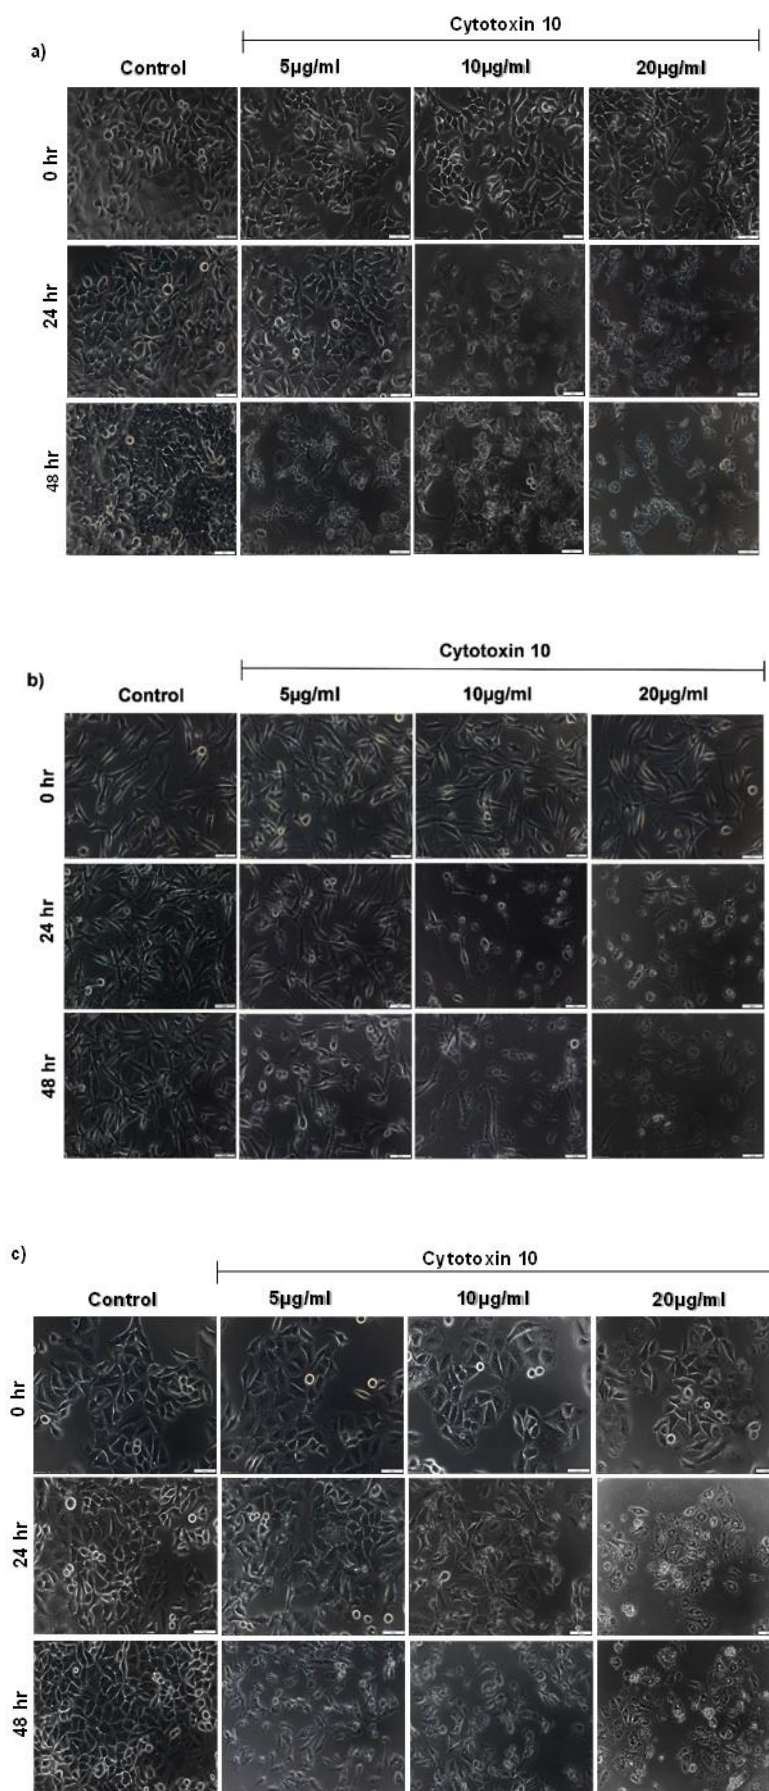 Cytotoxin 10
a)
Control 5µg/ml 10µg/ml 20µg/ml
0 hr
24 hr
48 hr
Cytotoxin 10
b)
Control 5µg/ml 10µg/ml 20µg/ml
0 hr
24 hr
48 hr
c)
Cytotoxin 10
Control 5µg/ml 10µg/ml 20µg/ml
0 hr
24 hr
48 hr